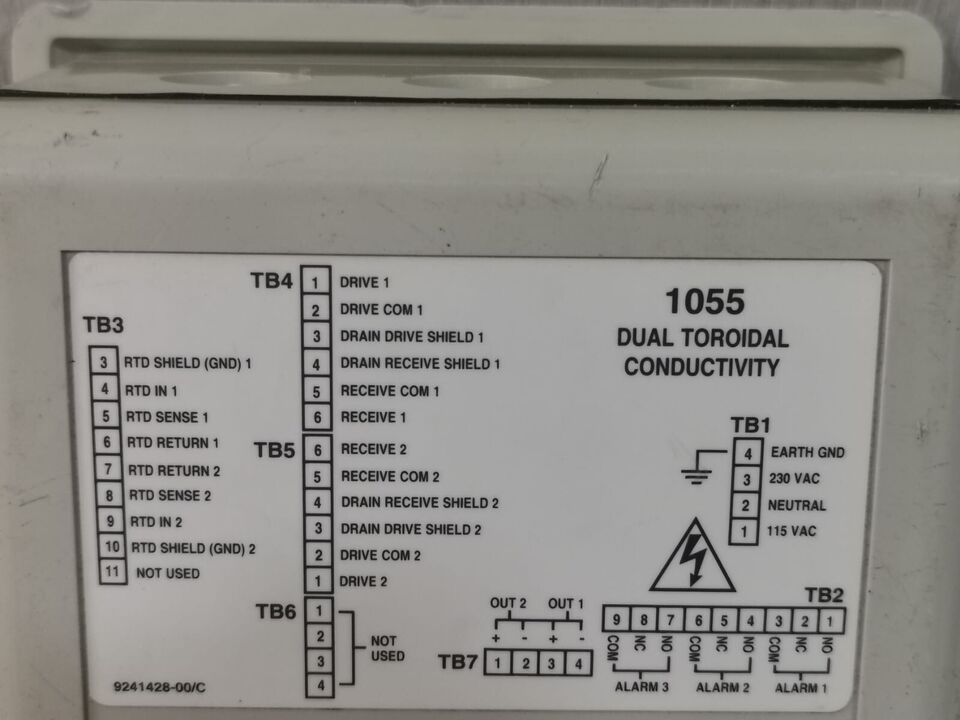 1055
DUAL TOROIDAL
CONDUCTIVITY
TB3
3 RTD SHIELD (GND) 1
4 RTD IN 1
5 RTD SENSE 1
6 RTD RETURN 1
7 RTD RETURN 2
8 RTD SENSE 2
9 RTD IN 2
10 RTD SHIELD (GND) 2
11 NOT USED
TB4
1 DRIVE 1
2 DRIVE COM 1
3 DRAIN DRIVE SHIELD 1
4 DRAIN RECEIVE SHIELD 1
5 RECEIVE COM 1
6 RECEIVE 1
TB5
6 RECEIVE 2
5 RECEIVE COM 2
4 DRAIN RECEIVE SHIELD 2
3 DRAIN DRIVE SHIELD 2
2 DRIVE COM 2
1 DRIVE 2
TB6
1
2
3
4
NOT
USED
TB1
4 EARTH GND
3 230 VAC
2 NEUTRAL
1 115 VAC
OUT 2 OUT 1
+ - + -
TB7 1 2 3 4
TB2
9 8 7 6 5 4 3 2 1
COM NC NO COM NC NO COM NC NO
ALARM 3 ALARM 2 ALARM 1
9241428-00/C